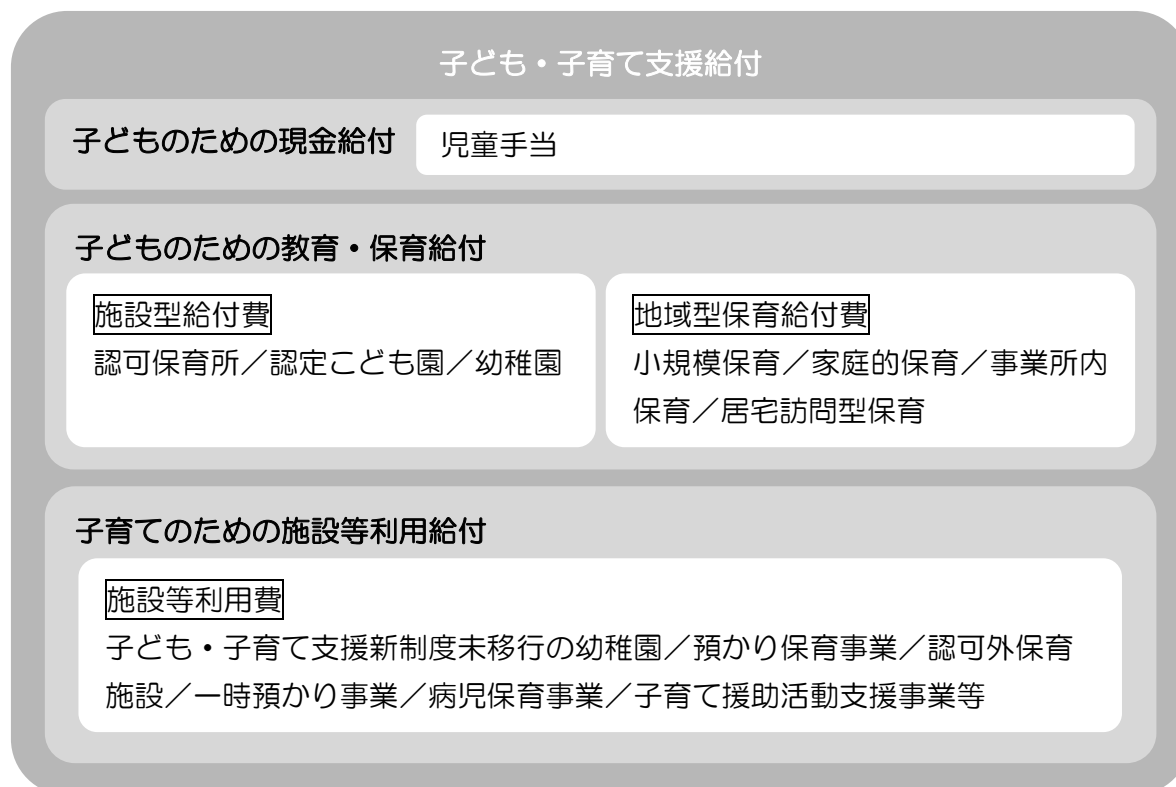 子ども・子育て支援給付
子どものための現金給付
児童手当
子どものための教育・保育給付
施設型給付費
認可保育所／認定こども園／幼稚園
地域型保育給付費
小規模保育／家庭的保育／事業所内
保育／居宅訪問型保育
子育てのための施設等利用給付
施設等利用費
子ども・子育て支援新制度未移行の幼稚園／預かり保育事業／認可外保育
施設／一時預かり事業／病児保育事業／子育て援助活動支援事業等